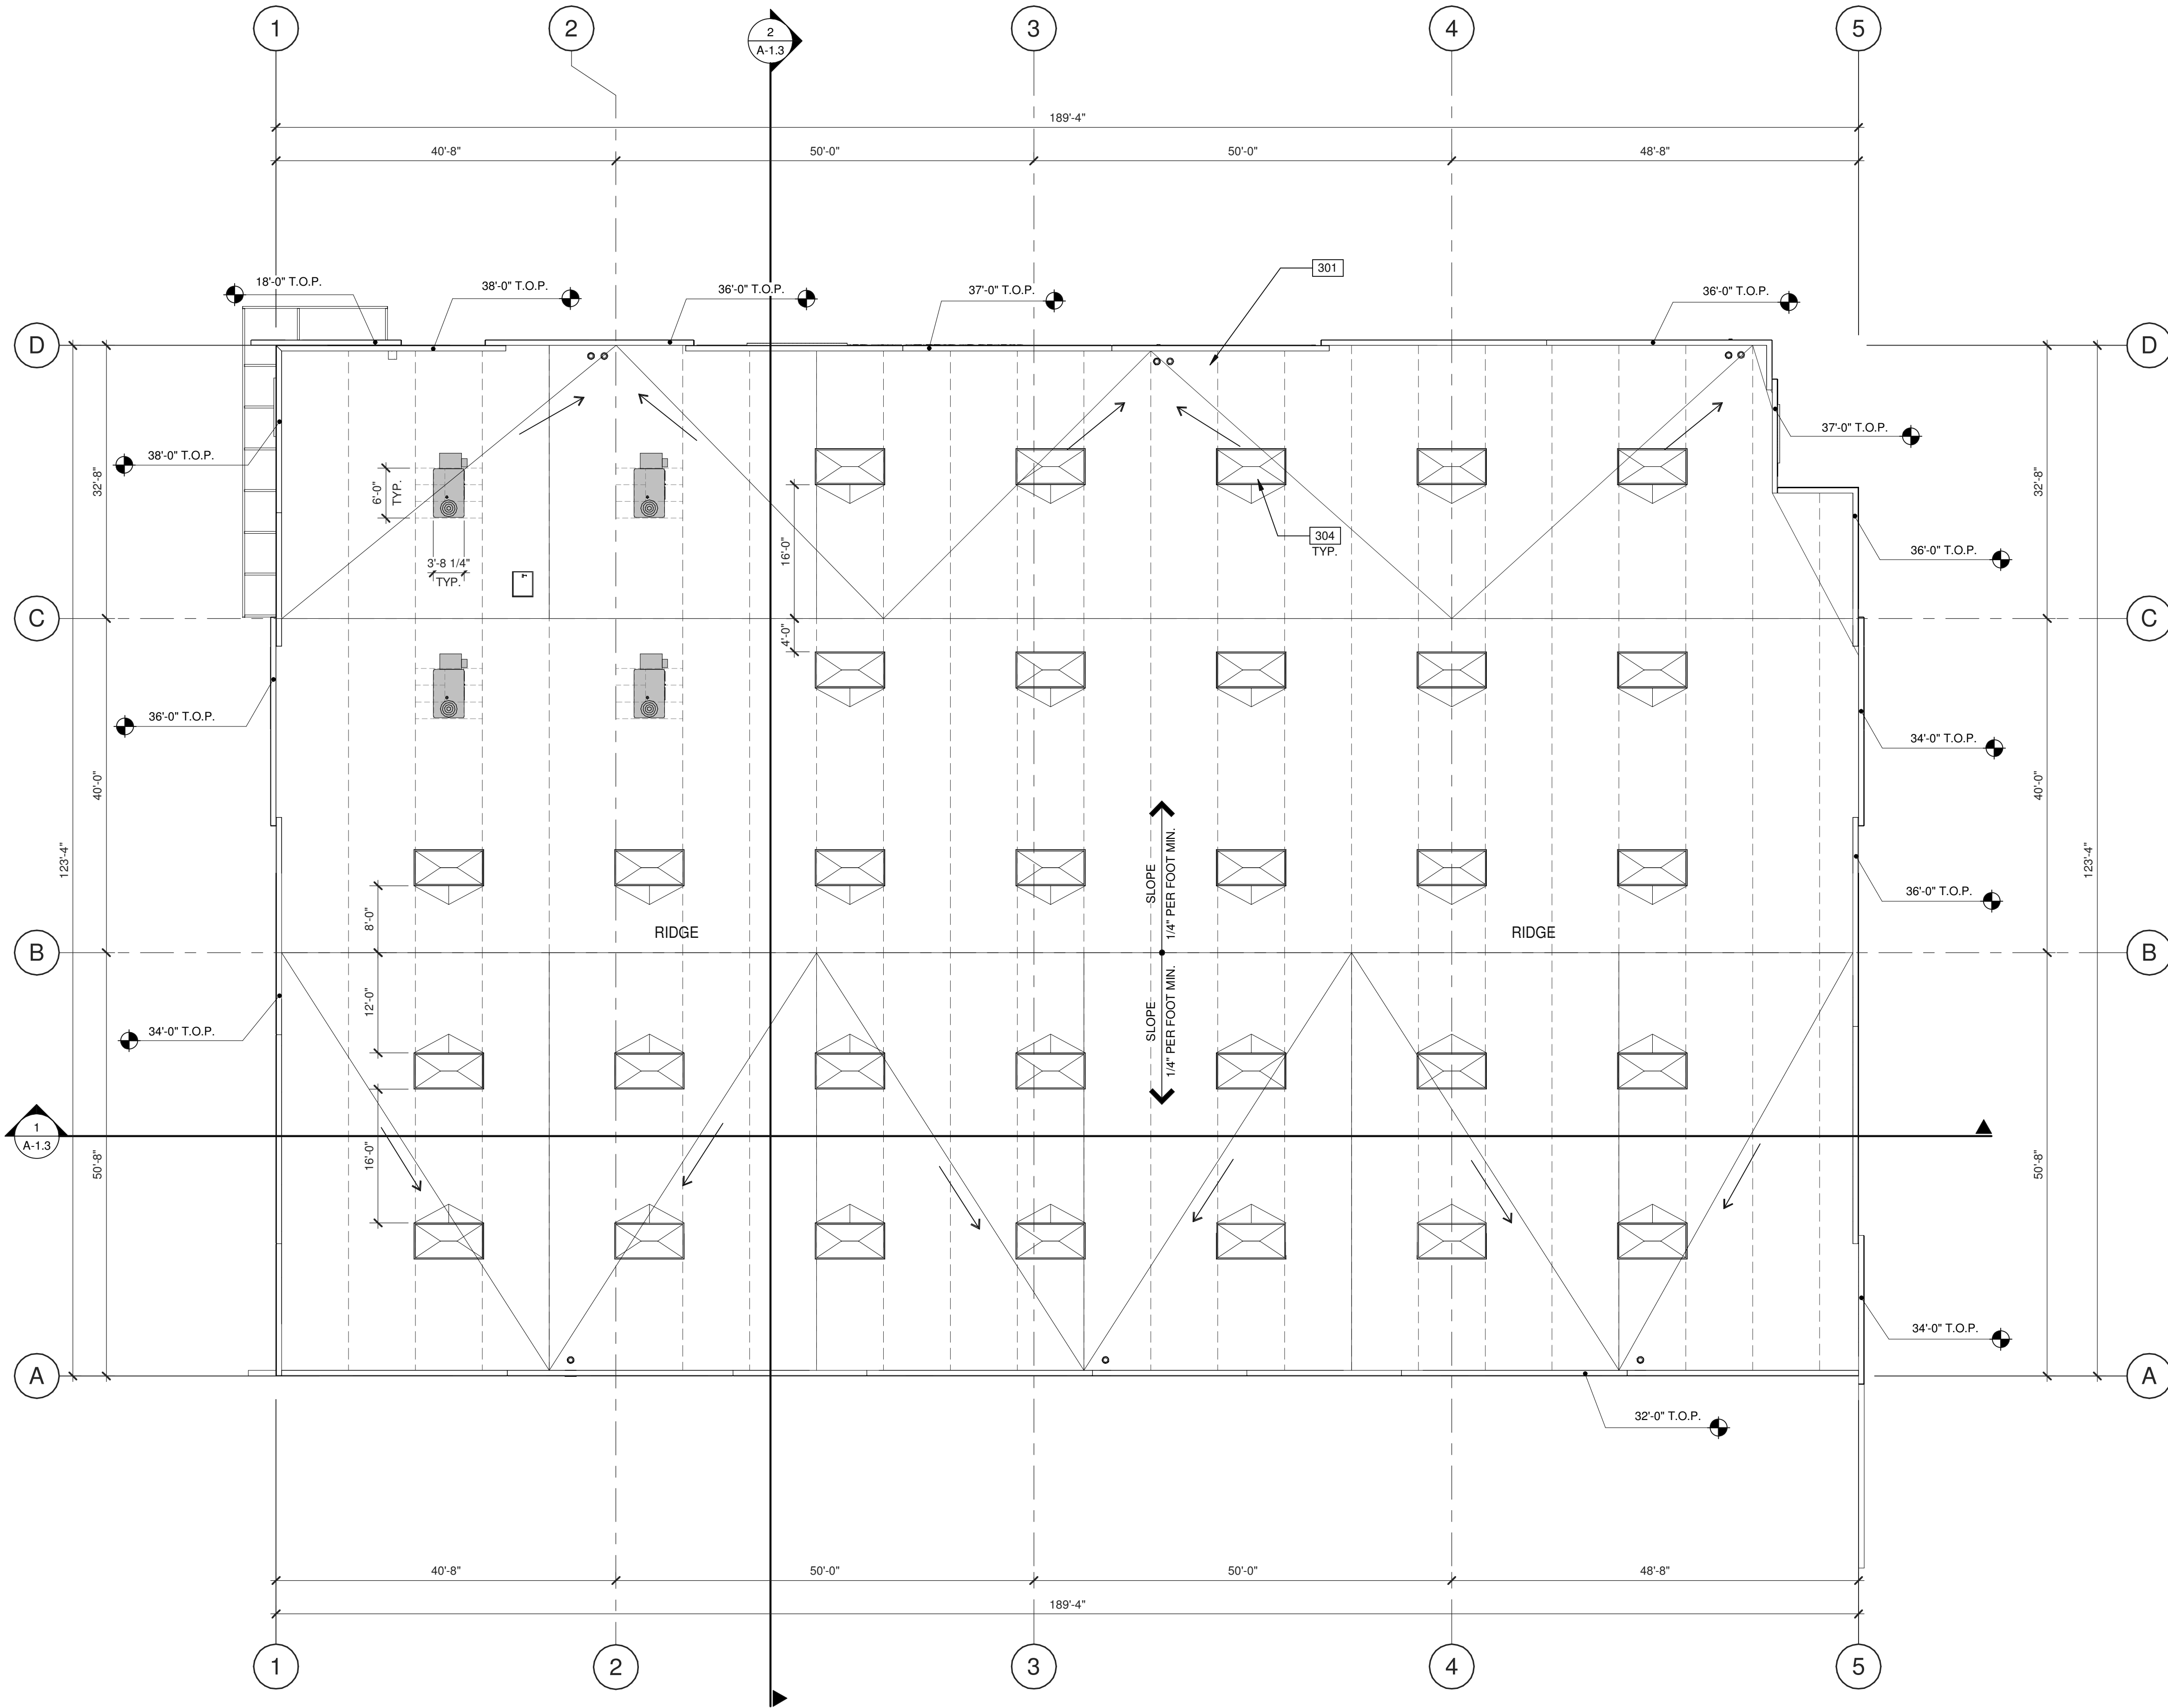 1
2
3
4
5
2
A-1.3
189'-4"
40'-8"
50'-0"
50'-0"
48'-8"
301
18'-0" T.O.P.
38'-0" T.O.P.
36'-0" T.O.P.
37'-0" T.O.P.
36'-0" T.O.P.
D
D
38'-0" T.O.P.
37'-0" T.O.P.
32'-8"
6'-0"
TYP.
32'-8"
304
TYP.
16'-0"
3'-8 1/4"
TYP.
36'-0" T.O.P.
C
C
4'-0"
36'-0" T.O.P.
34'-0" T.O.P.
40'-0"
40'-0"
123'-4"
123'-4"
SLOPE
1/4" PER FOOT MIN.
36'-0" T.O.P.
8'-0"
RIDGE
RIDGE
B
B
12'-0"
SLOPE
1/4" PER FOOT MIN.
34'-0" T.O.P.
1
A-1.3
50'-8"
16'-0"
50'-8"
34'-0" T.O.P.
A
A
32'-0" T.O.P.
40'-8"
50'-0"
50'-0"
48'-8"
189'-4"
1
2
3
4
5